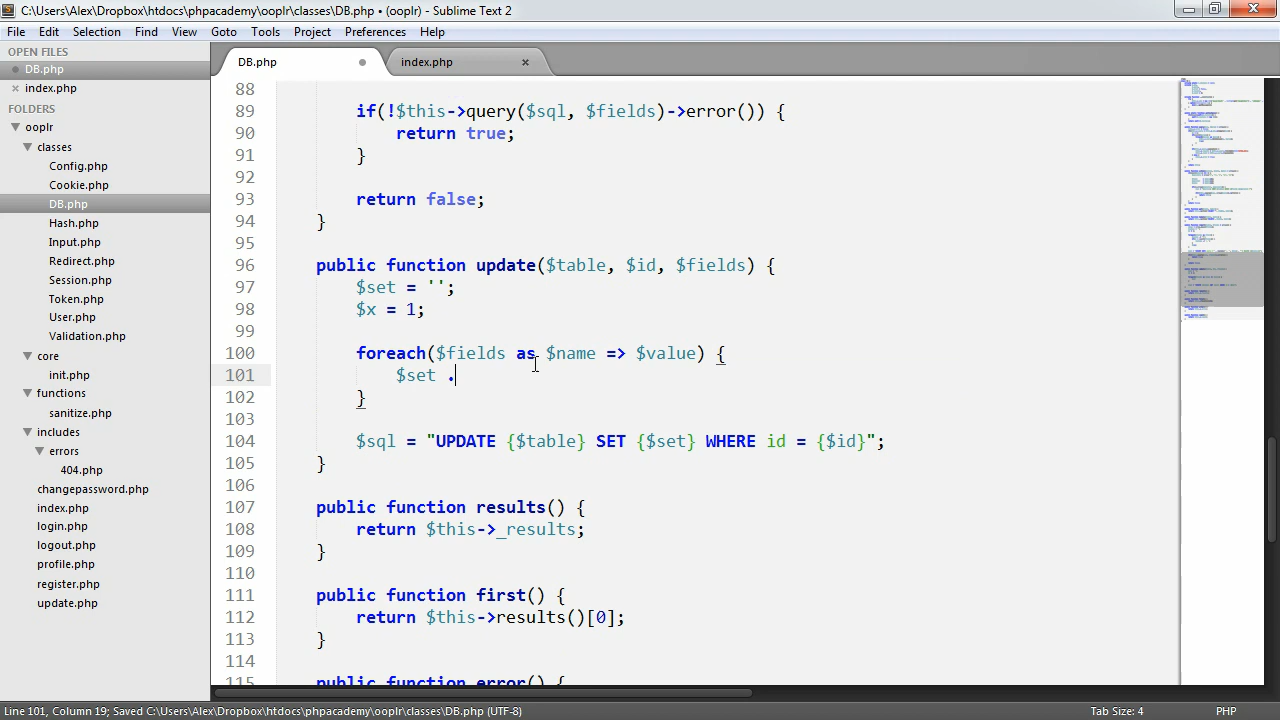 C:\Users\Alex\Dropbox\htdocs\phpacademy\ooplr\classes\DB.php • (ooplr) - Sublime Text 2
File Edit Selection Find View Goto Tools Project Preferences Help
OPEN FILES
DB.php
index.php
FOLDERS
ooplr
classes
Config.php
Cookie.php
DB.php
Hash.php
Input.php
Redirect.php
Session.php
Token.php
User.php
Validation.php
core
init.php
functions
sanitize.php
includes
errors
404.php
changepassword.php
index.php
login.php
logout.php
profile.php
register.php
update.php
DB.php
index.php
88
89 if(!$this->query($sql, $fields)->error()) {
90 return true;
91 }
92
93 return false;
94 }
95
96 public function update($table, $id, $fields) {
97 $set = '';
98 $x = 1;
99
100 foreach($fields as $name => $value) {
101 $set .
102 }
103
104 $sql = "UPDATE {$table} SET {$set} WHERE id = {$id}";
105 }
106
107 public function results() {
108 return $this->_results;
109 }
110
111 public function first() {
112 return $this->results()[0];
113 }
114
115 public function error() {
Line 101, Column 19; Saved C:\Users\Alex\Dropbox\htdocs\phpacademy\ooplr\classes\DB.php (UTF-8)
Tab Size: 4
PHP